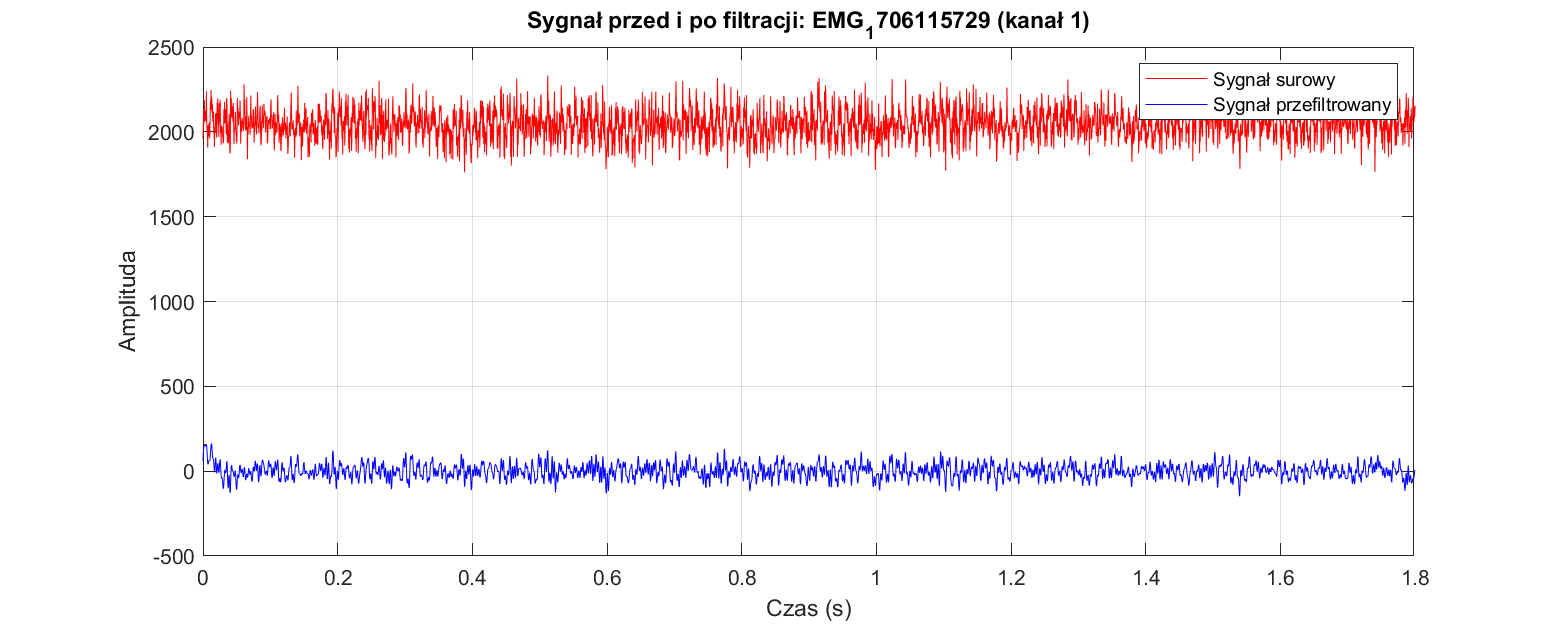 Sygnał przed i po filtracji: EMG₁706115729 (kanał 1)
2500
2000
1500
1000
500
0
-500
Amplituda
Sygnał surowy
Sygnał przefiltrowany
0 0.2 0.4 0.6 0.8 1 1.2 1.4 1.6 1.8
Czas (s)